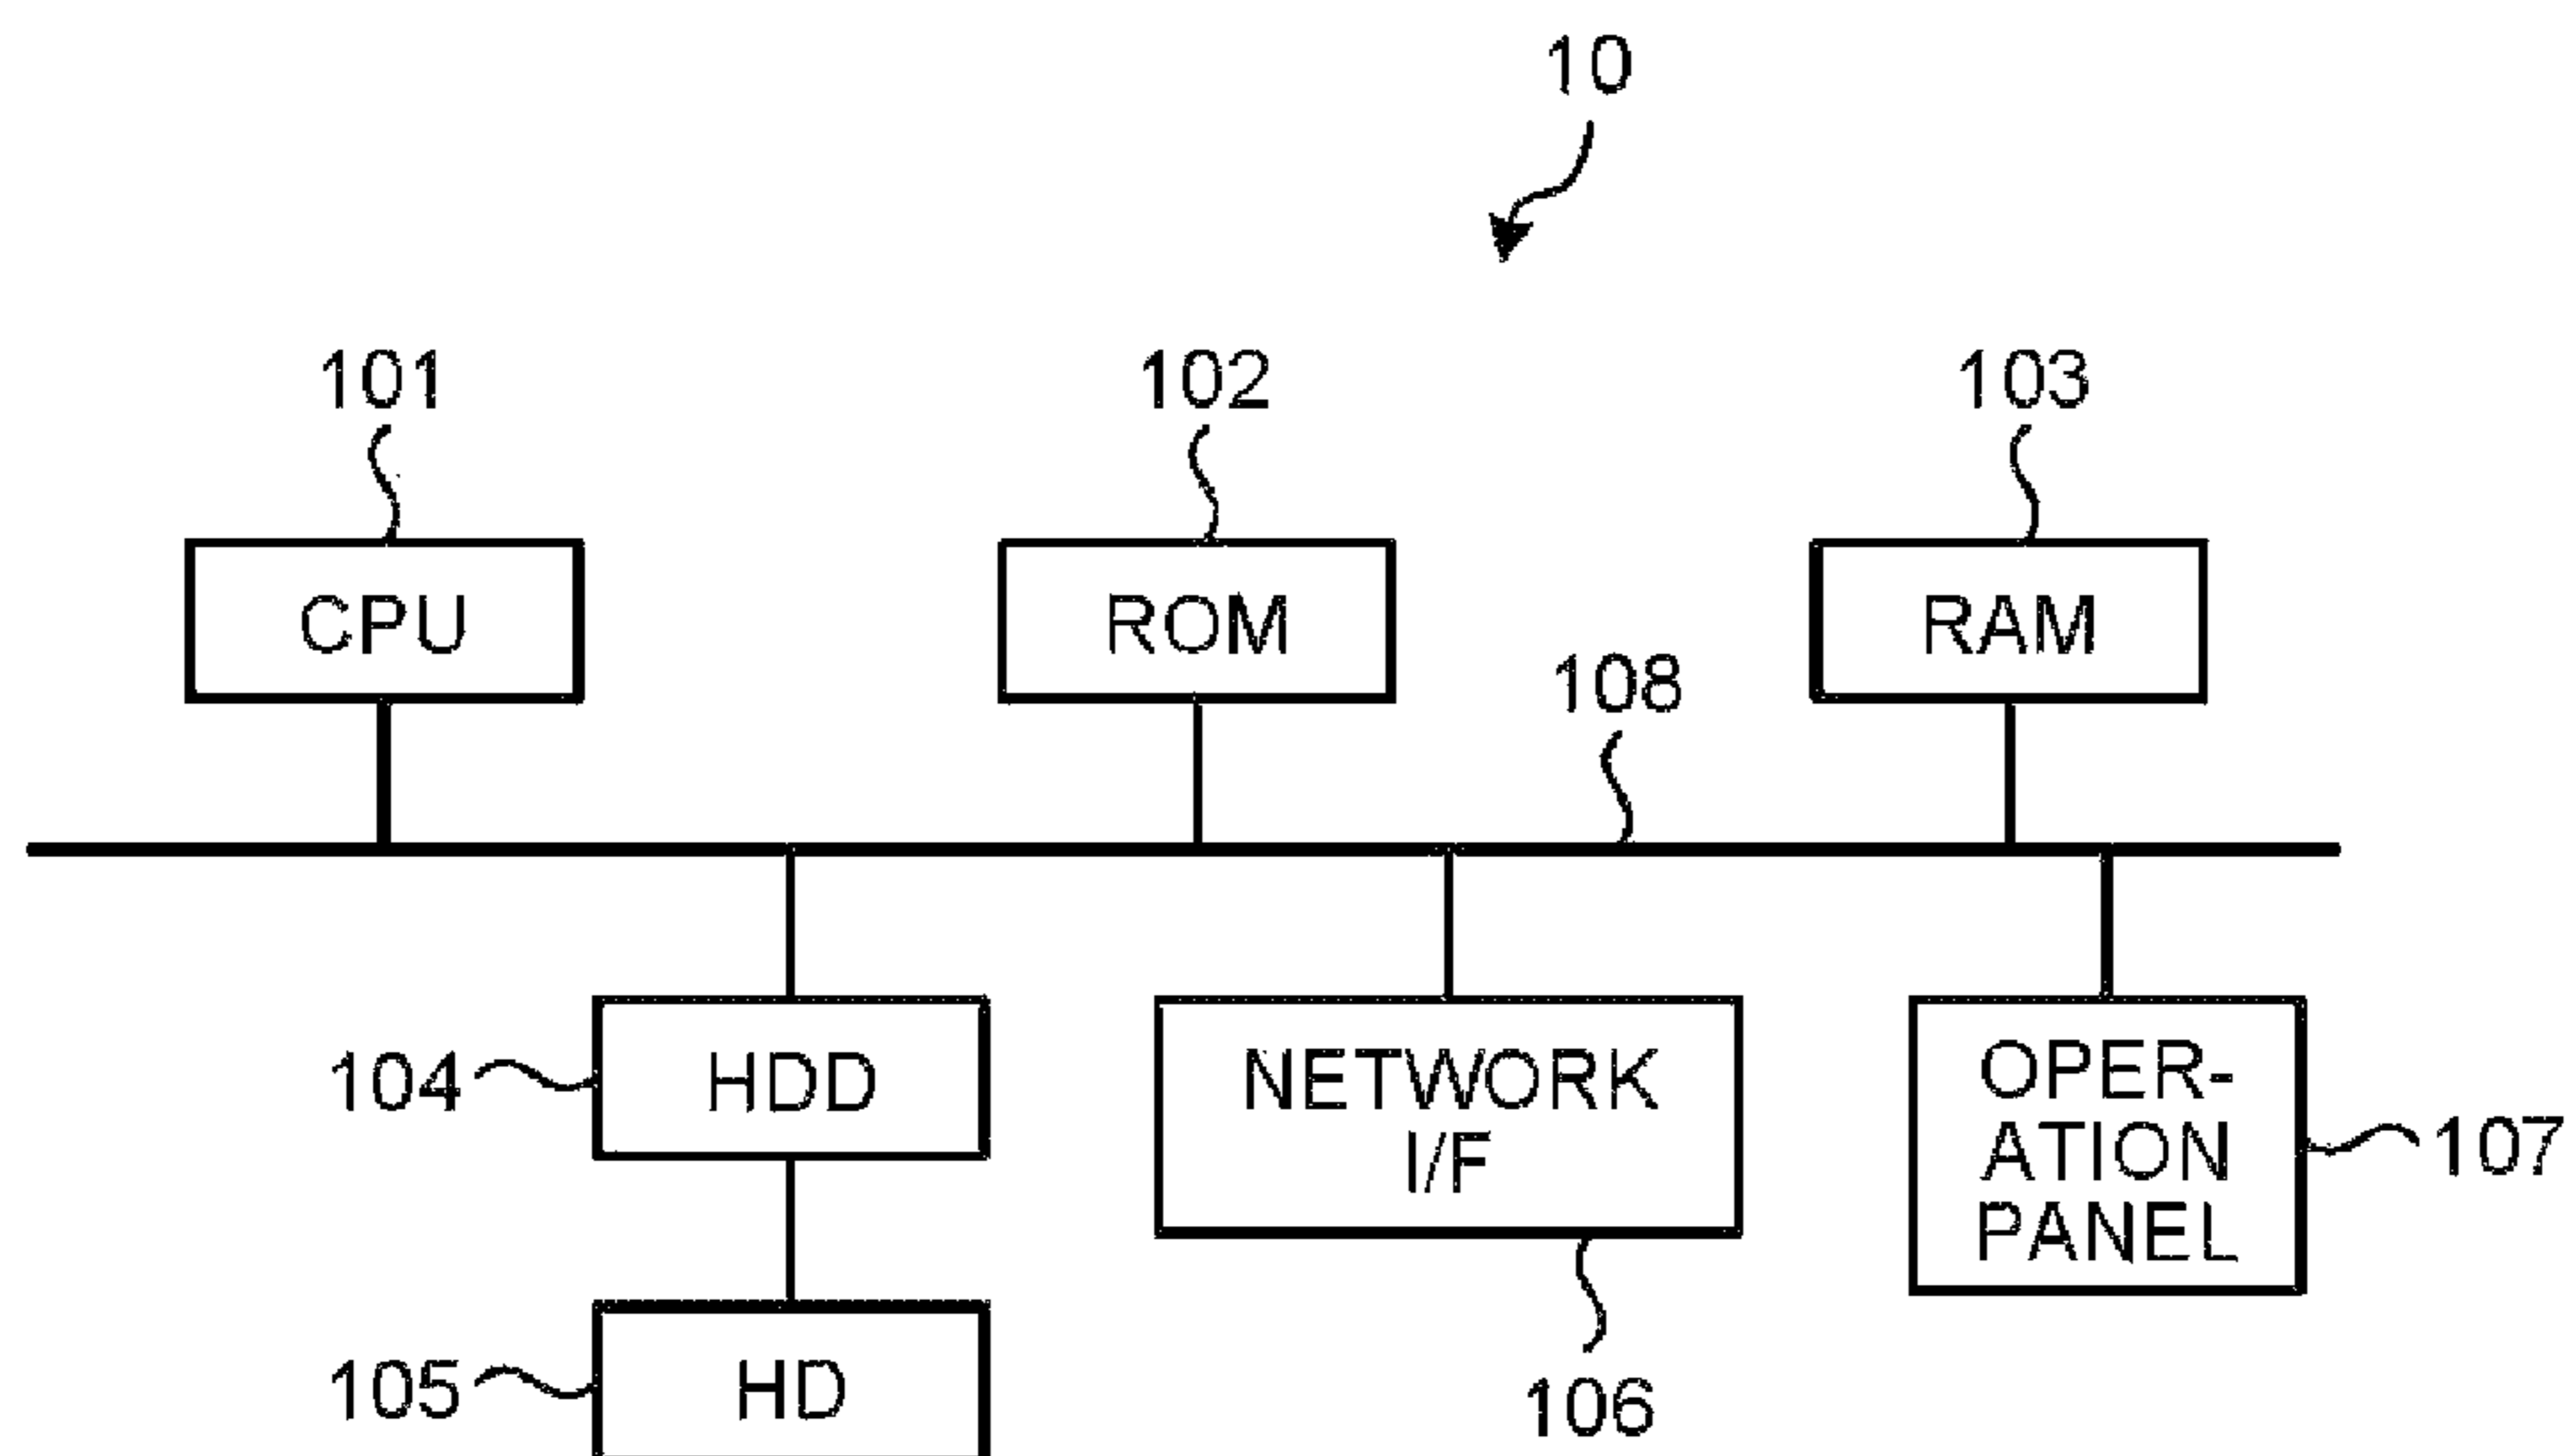 10
101
102
103
CPU
ROM
RAM
108
104
HDD
NETWORK
I/F
OPER-
ATION
PANEL
107
105
HD
106